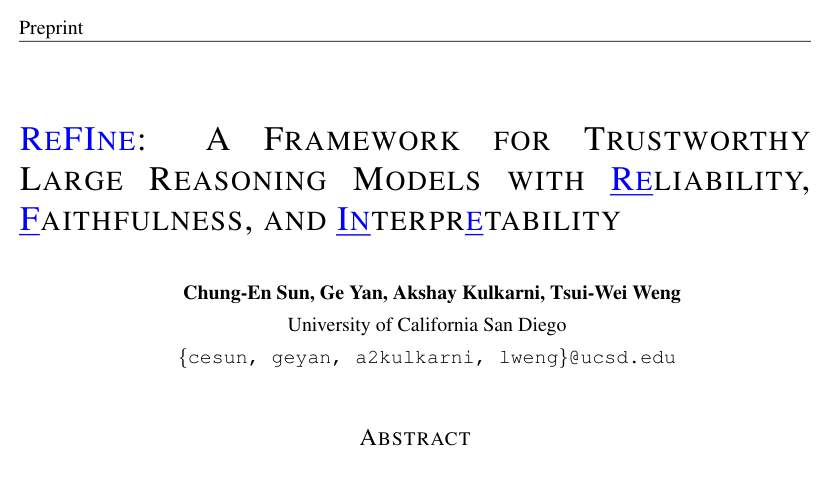 Preprint
REFINE: A FRAMEWORK FOR TRUSTWORTHY
LARGE REASONING MODELS WITH RELIABILITY,
FAITHFULNESS, AND INTERPRETABILITY
Chung-En Sun, Ge Yan, Akshay Kulkarni, Tsui-Wei Weng
University of California San Diego
{cesun, geyan, a2kulkarni, lweng}@ucsd.edu
ABSTRACT